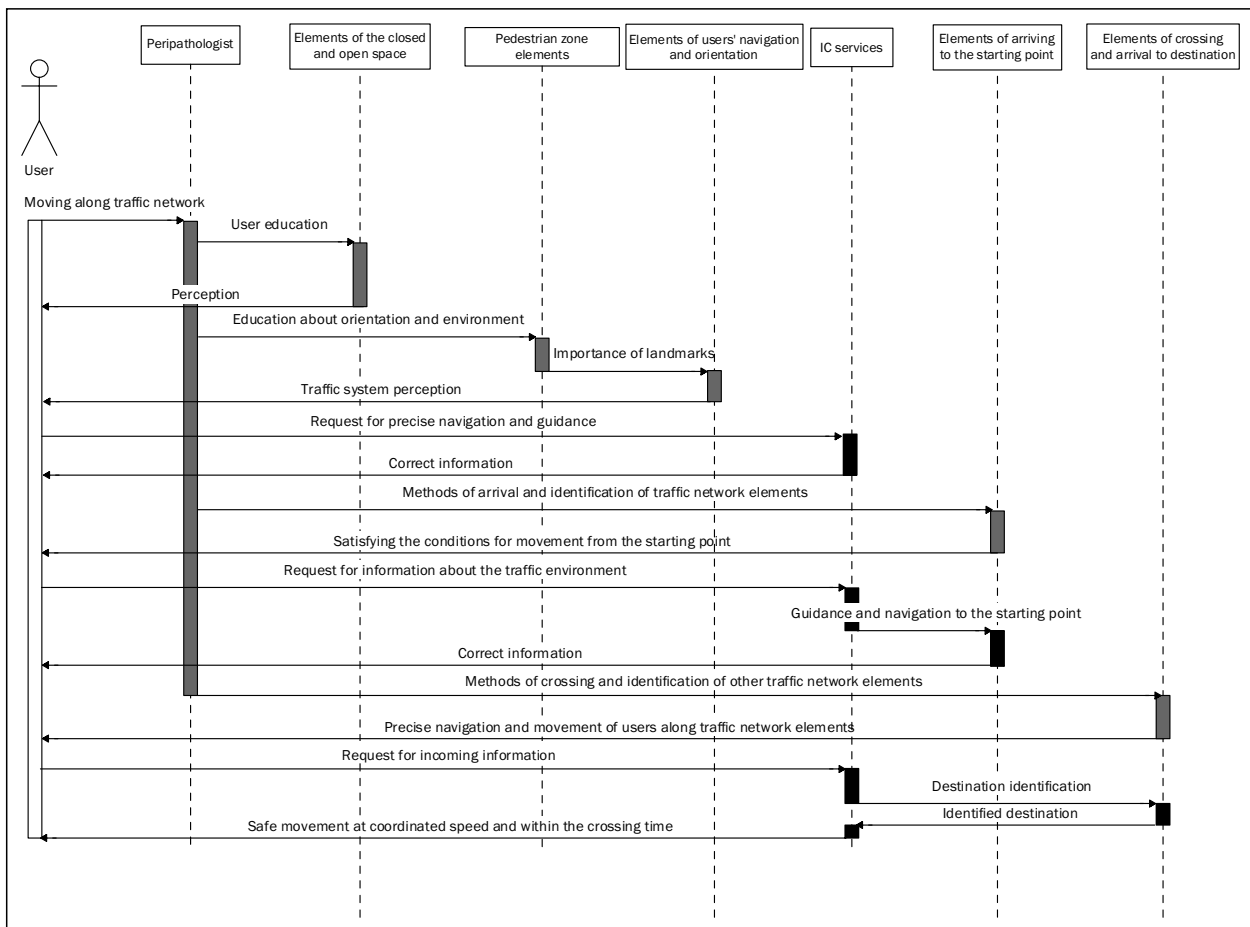 Peripathologist
Elements of the closed
and open space
Pedestrian zone
elements
Elements of users' navigation
and orientation
IC services
Elements of arriving
to the starting point
Elements of crossing
and arrival to destination
User
Moving along traffic network
User education
Perception
Education about orientation and environment
Importance of landmarks
Traffic system perception
Request for precise navigation and guidance
Correct information
Methods of arrival and identification of traffic network elements
Satisfying the conditions for movement from the starting point
Request for information about the traffic environment
Guidance and navigation to the starting point
Correct information
Methods of crossing and identification of other traffic network elements
Precise navigation and movement of users along traffic network elements
Request for incoming information
Destination identification
Identified destination
Safe movement at coordinated speed and within the crossing time